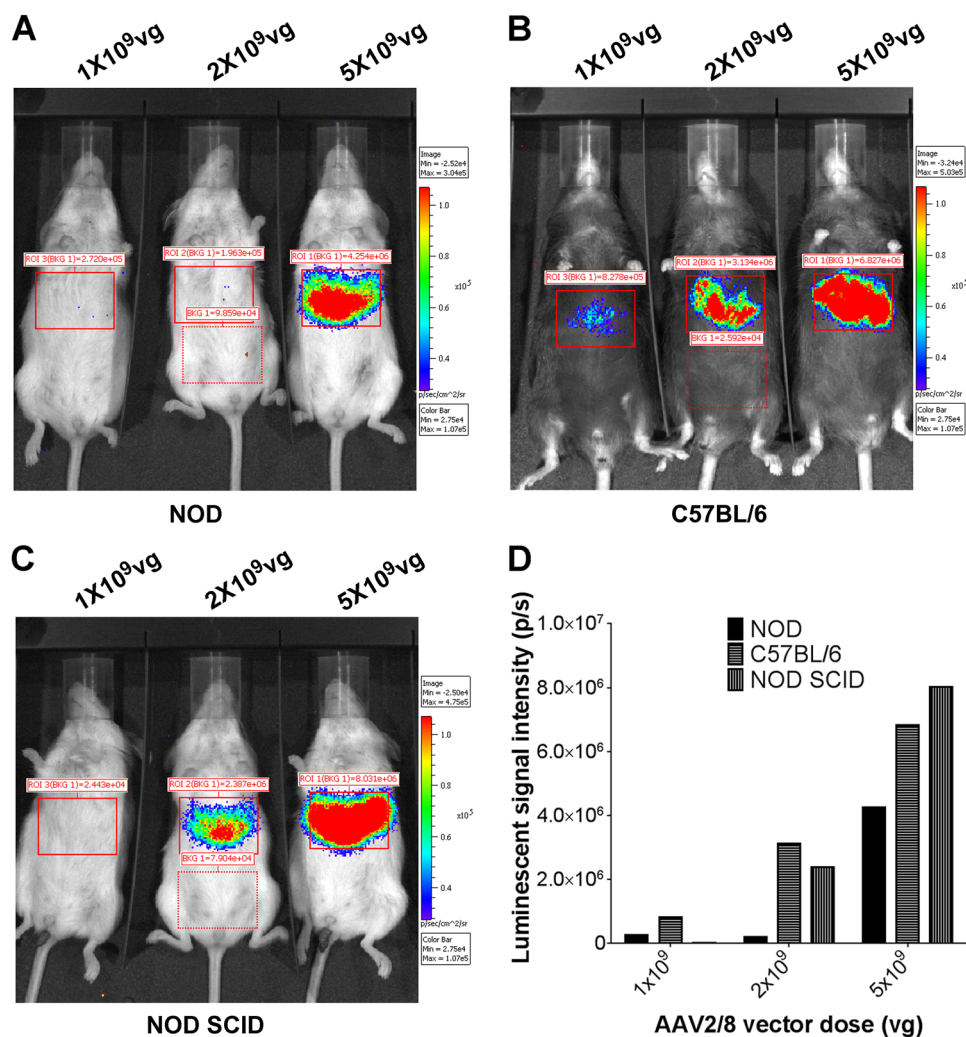 A
1X10⁹vg
2X10⁹vg
5X10⁹vg
Image
Min = -2.52e4
Max = 3.04e5
1.0
0.8
x10⁵
0.6
0.4
p/sec/cm^2/sr
Color Bar
Min = 2.75e4
Max = 1.07e5
ROI 3(BKG 1)=2.720e+05
ROI 2(BKG 1)=1.963e+05
ROI 1(BKG 1)=4.254e+06
BKG 1=9.859e+04
NOD
B
1X10⁹vg
2X10⁹vg
5X10⁹vg
Image
Min = -3.24e4
Max = 5.03e5
1.0
0.8
x10⁵
0.6
0.4
p/sec/cm^2/sr
Color Bar
Min = 2.75e4
Max = 1.07e5
ROI 3(BKG 1)=8.278e+05
ROI 2(BKG 1)=3.134e+06
ROI 1(BKG 1)=6.827e+06
BKG 1=2.592e+04
C57BL/6
C
1X10⁹vg
2X10⁹vg
5X10⁹vg
Image
Min = -2.50e4
Max = 4.75e5
1.0
0.8
x10⁵
0.6
0.4
p/sec/cm^2/sr
Color Bar
Min = 2.75e4
Max = 1.07e5
ROI 3(BKG 1)=2.443e+04
ROI 2(BKG 1)=2.387e+06
ROI 1(BKG 1)=8.031e+06
BKG 1=7.904e+04
NOD SCID
D
Luminescent signal intensity (p/s)
1.0×10⁷
8.0×10⁶
6.0×10⁶
4.0×10⁶
2.0×10⁶
0
NOD
C57BL/6
NOD SCID
1x10⁹
2x10⁹
5x10⁹
AAV2/8 vector dose (vg)